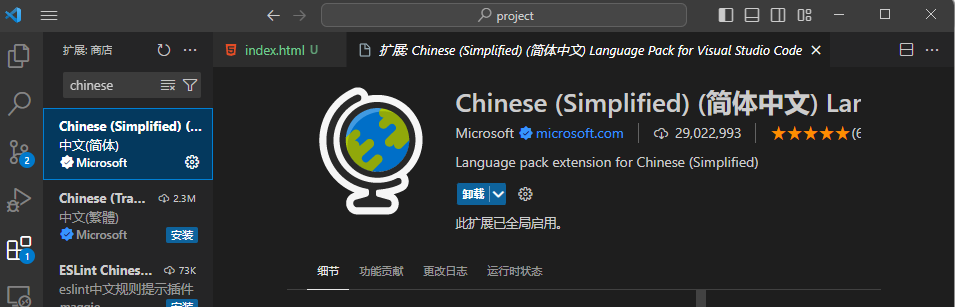 project
扩展: 商店
index.html U
扩展: Chinese (Simplified) (简体中文) Language Pack for Visual Studio Code
chinese
Chinese (Simplified) (...
中文(简体)
Microsoft
Chinese (Tra... 2.3M
中文(繁體)
Microsoft 安装
ESLint Chines... 73K
eslint中文规则提示插件
maggie 安装
2
1
Chinese (Simplified) (简体中文) Lan
Microsoft microsoft.com 29,022,993 (6
Language pack extension for Chinese (Simplified)
卸载
此扩展已全局启用。
细节 功能贡献 更改日志 运行时状态